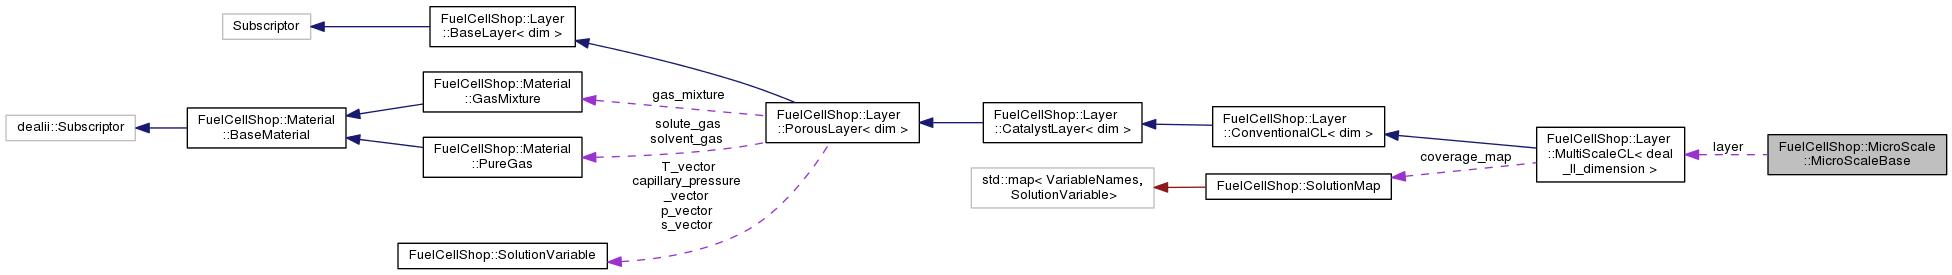 Subscriptor
FuelCellShop::Layer
::BaseLayer< dim >
FuelCellShop::Material
::GasMixture
dealii::Subscriptor
FuelCellShop::Material
::BaseMaterial
FuelCellShop::Material
::PureGas
FuelCellShop::SolutionVariable
gas_mixture
solute_gas
solvent_gas
T_vector
capillary_pressure
_vector
p_vector
s_vector
FuelCellShop::Layer
::PorousLayer< dim >
FuelCellShop::Layer
::CatalystLayer< dim >
FuelCellShop::Layer
::ConventionalCL< dim >
std::map< VariableNames,
SolutionVariable>
FuelCellShop::SolutionMap
coverage_map
FuelCellShop::Layer
::MultiScaleCL< deal
_II_dimension >
layer
FuelCellShop::MicroScale
::MicroScaleBase